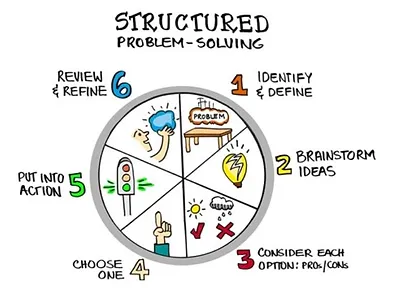 STRUCTURED
PROBLEM-SOLVING
1 IDENTIFY
& DEFINE
PROBLEM
2 BRAINSTORM
IDEAS
3 CONSIDER EACH
OPTION: PROS/CONS
CHOOSE 4
ONE
PUT INTO
ACTION 5
REVIEW 6
& REFINE